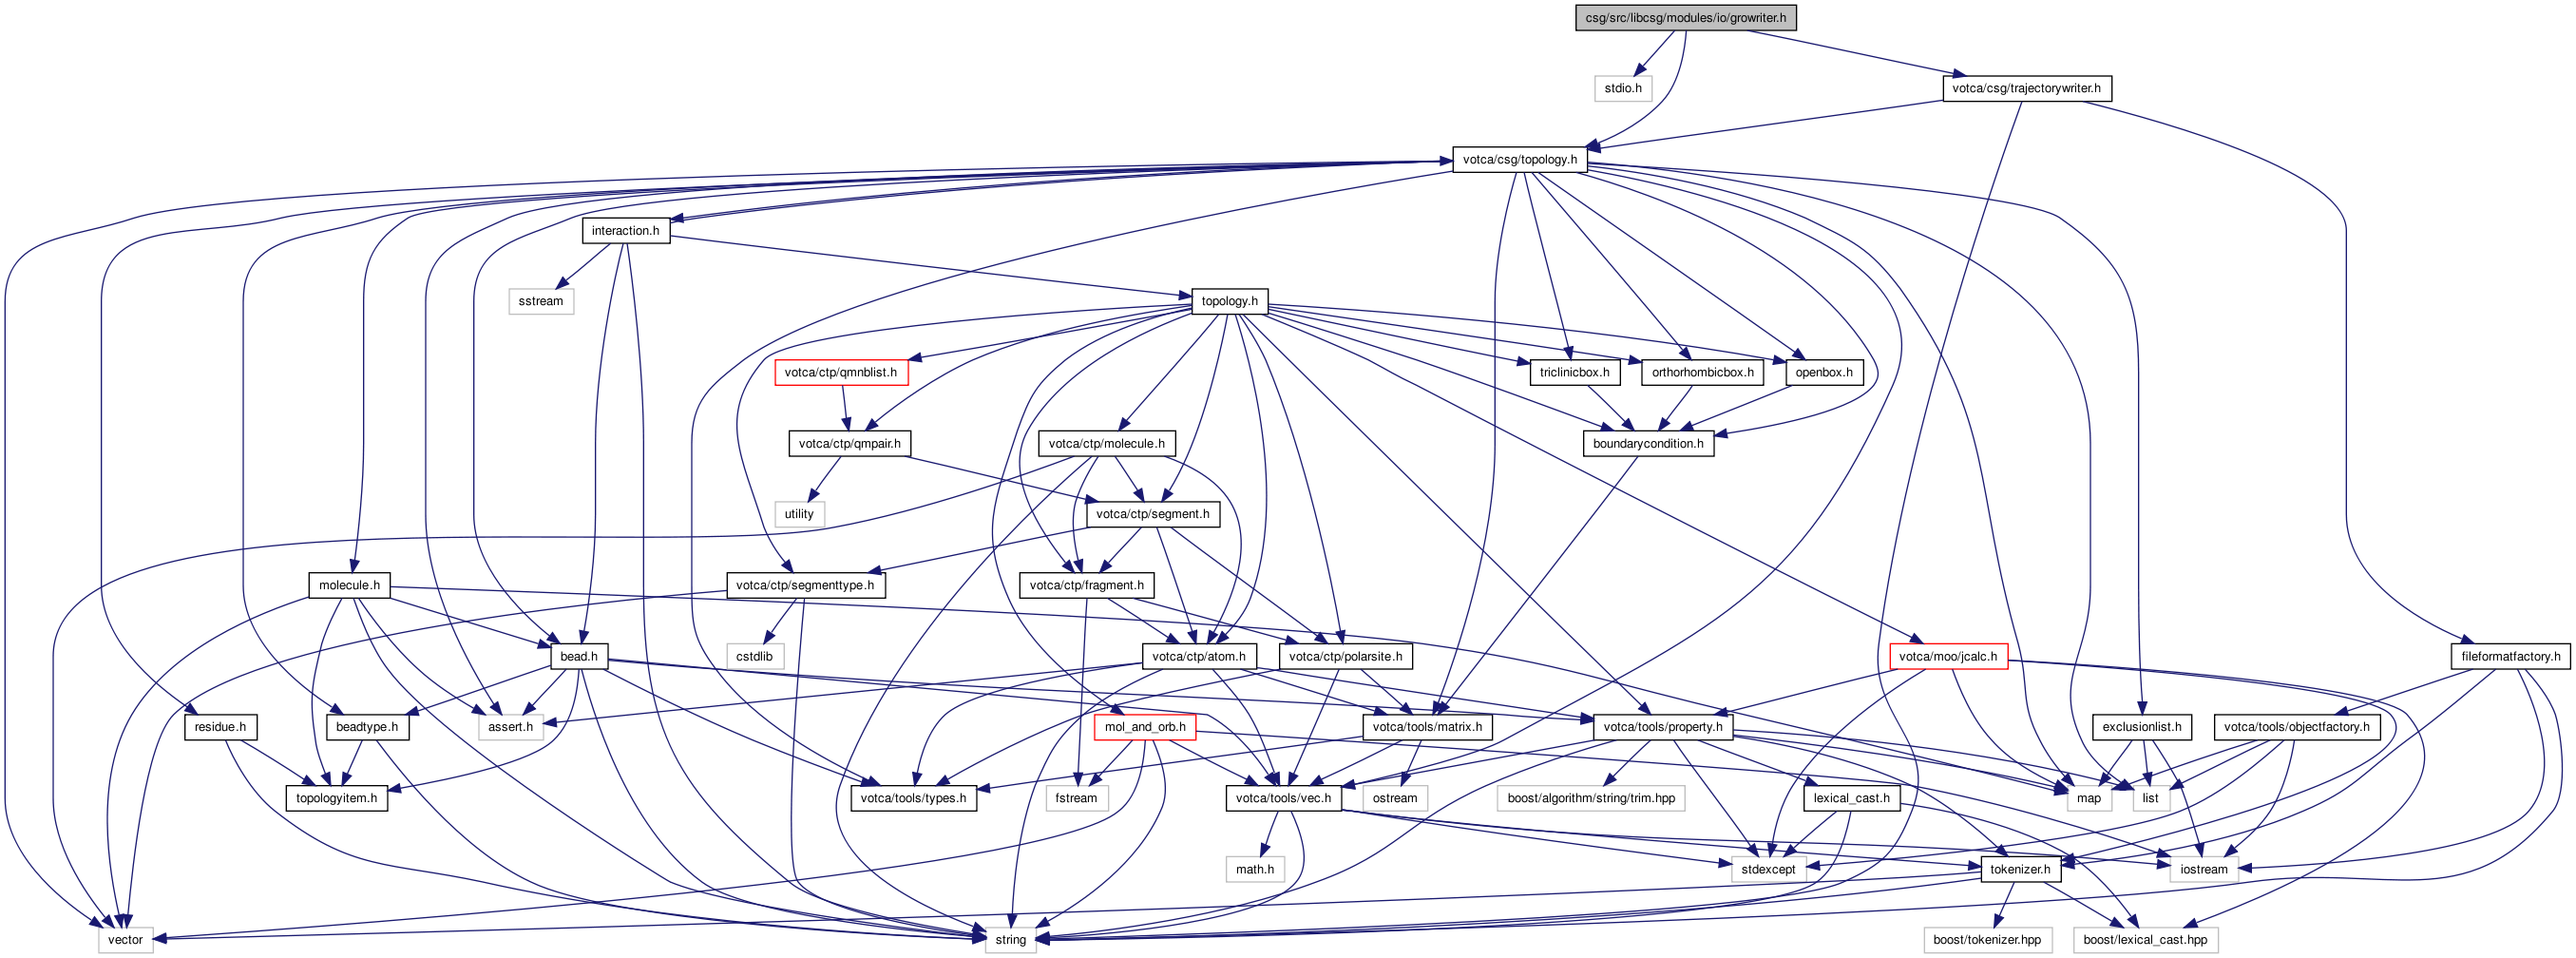 csg/src/libcsg/modules/io/growriter.h
stdio.h
votca/csg/trajectorywriter.h
votca/csg/topology.h
interaction.h
sstream
topology.h
votca/ctp/qmnblist.h
triclinicbox.h
orthorhombicbox.h
openbox.h
votca/ctp/qmpair.h
votca/ctp/molecule.h
boundarycondition.h
utility
votca/ctp/segment.h
molecule.h
votca/ctp/segmenttype.h
votca/ctp/fragment.h
cstdlib
bead.h
votca/ctp/atom.h
votca/ctp/polarsite.h
votca/moo/jcalc.h
fileformatfactory.h
residue.h
beadtype.h
assert.h
mol_and_orb.h
votca/tools/matrix.h
votca/tools/property.h
exclusionlist.h
votca/tools/objectfactory.h
topologyitem.h
votca/tools/types.h
fstream
votca/tools/vec.h
ostream
boost/algorithm/string/trim.hpp
lexical_cast.h
map
list
math.h
stdexcept
tokenizer.h
iostream
vector
string
boost/tokenizer.hpp
boost/lexical_cast.hpp